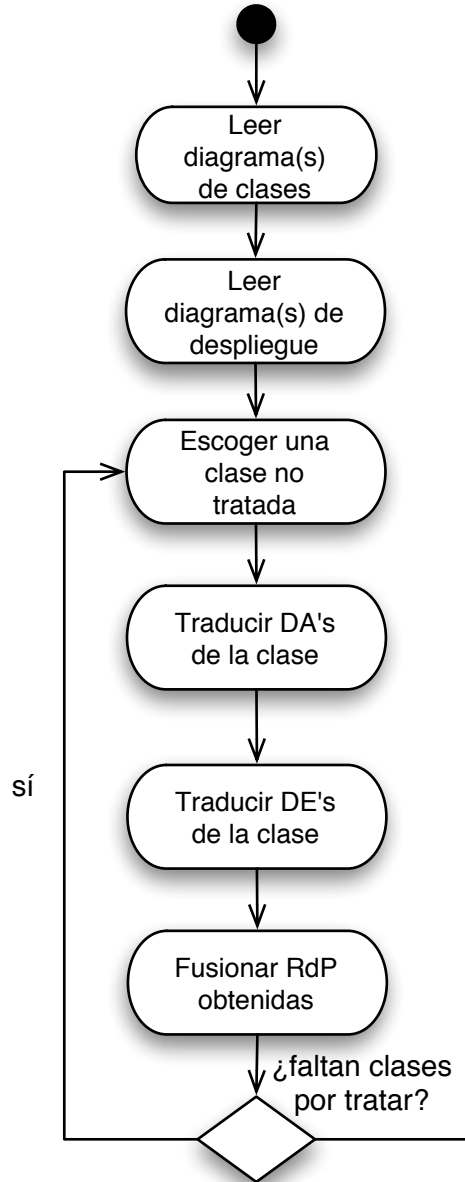 Leer
diagrama(s)
de clases
Leer
diagrama(s) de
despliegue
Escoger una
clase no
tratada
Traducir DA's
de la clase
sí
Traducir DE's
de la clase
Fusionar RdP
obtenidas
¿faltan clases
por tratar?